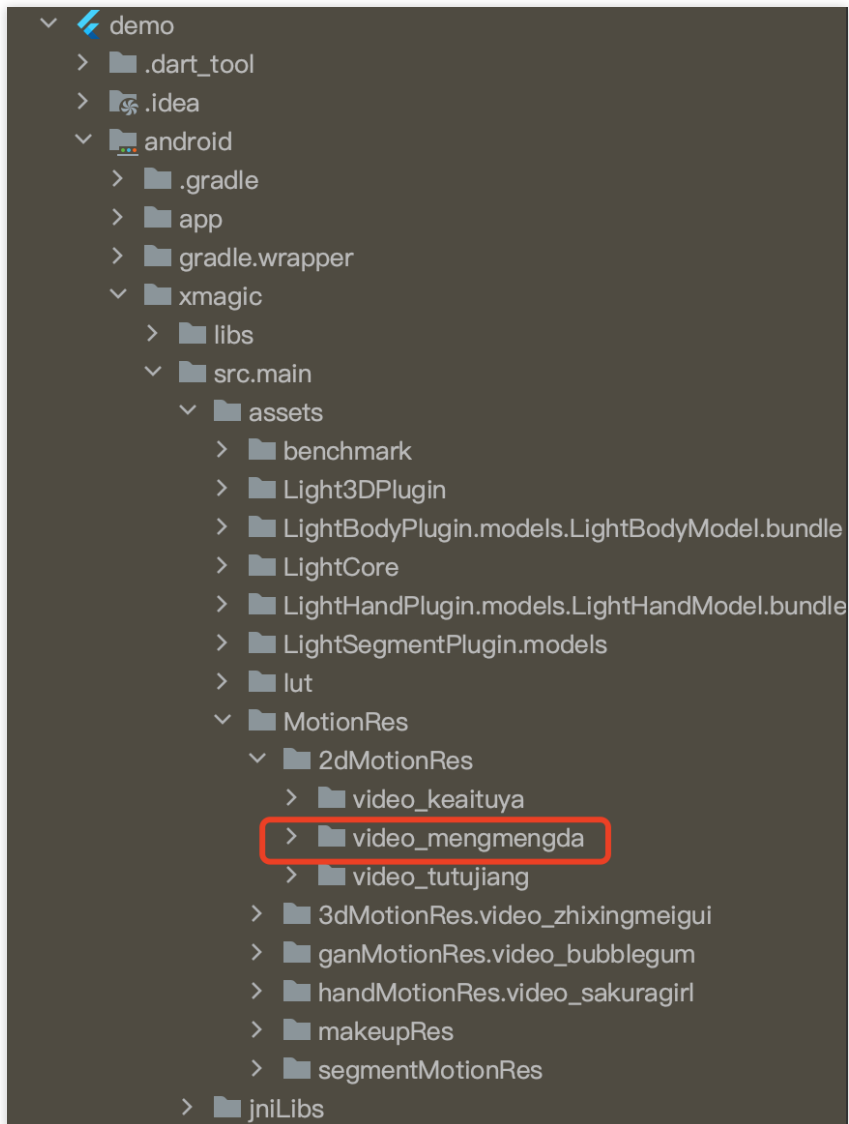 demo
.dart_tool
.idea
android
.gradle
app
gradle.wrapper
xmagic
libs
src.main
assets
benchmark
Light3DPlugin
LightBodyPlugin.models.LightBodyModel.bundle
LightCore
LightHandPlugin.models.LightHandModel.bundle
LightSegmentPlugin.models
lut
MotionRes
2dMotionRes
video_keaituya
video_mengmengda
video_tutujiang
3dMotionRes.video_zhixingmeigui
ganMotionRes.video_bubblegum
handMotionRes.video_sakuragirl
makeupRes
segmentMotionRes
jniLibs